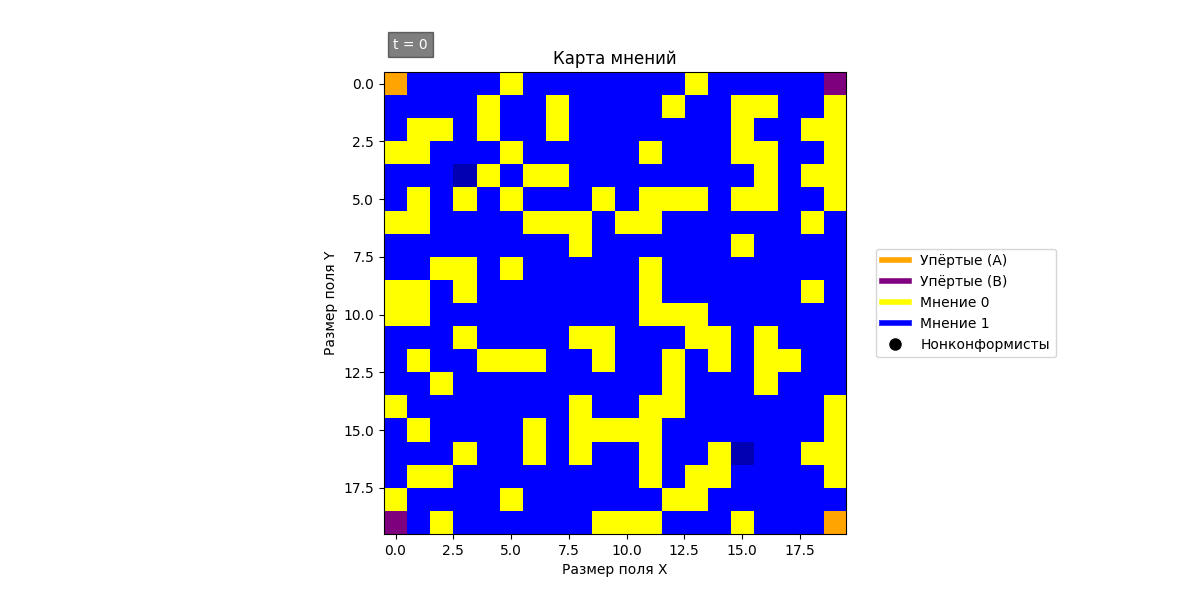 t = 0
Карта мнений
0.0
2.5
5.0
7.5
10.0
12.5
15.0
17.5
Размер поля Y
0.0 2.5 5.0 7.5 10.0 12.5 15.0 17.5
Размер поля X
Упёртые (A)
Упёртые (B)
Мнение 0
Мнение 1
Нонконформисты